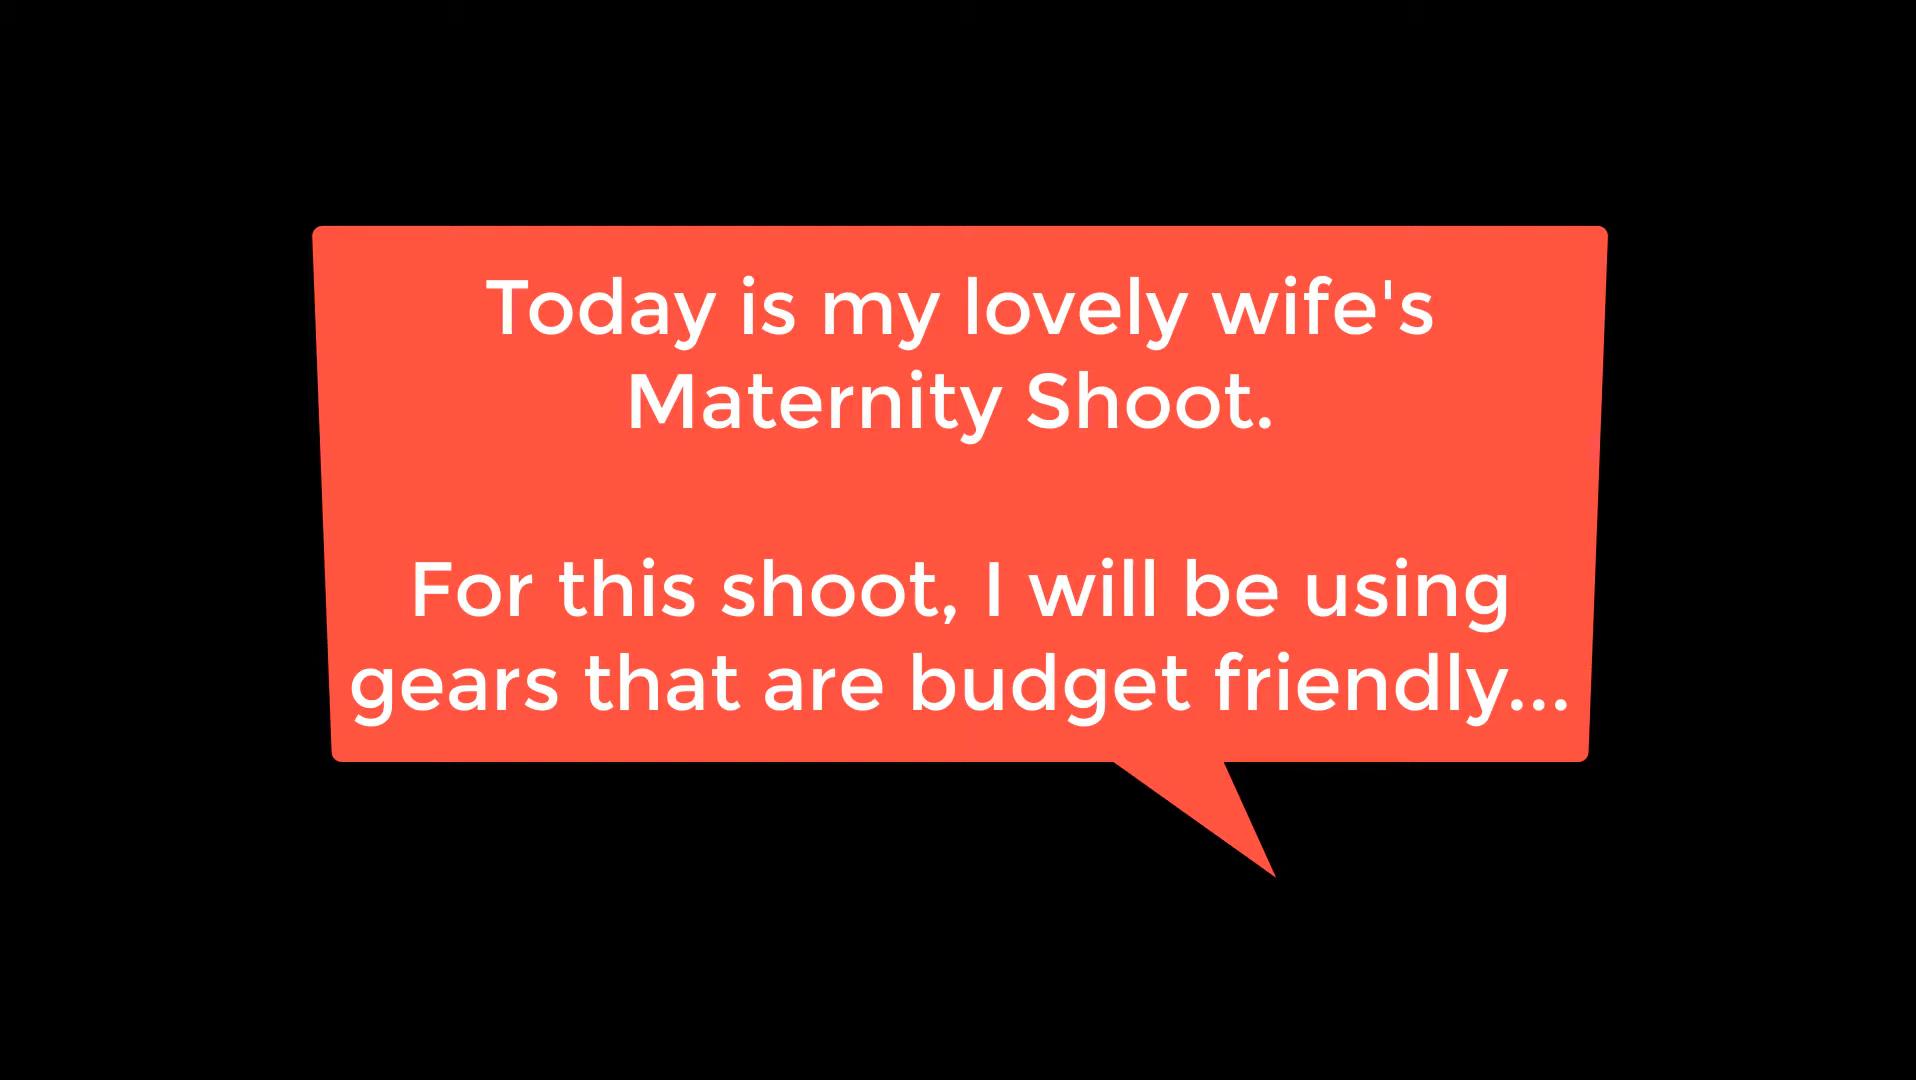 Today is my lovely wife's
Maternity Shoot.
For this shoot, I will be using
gears that are budget friendly...